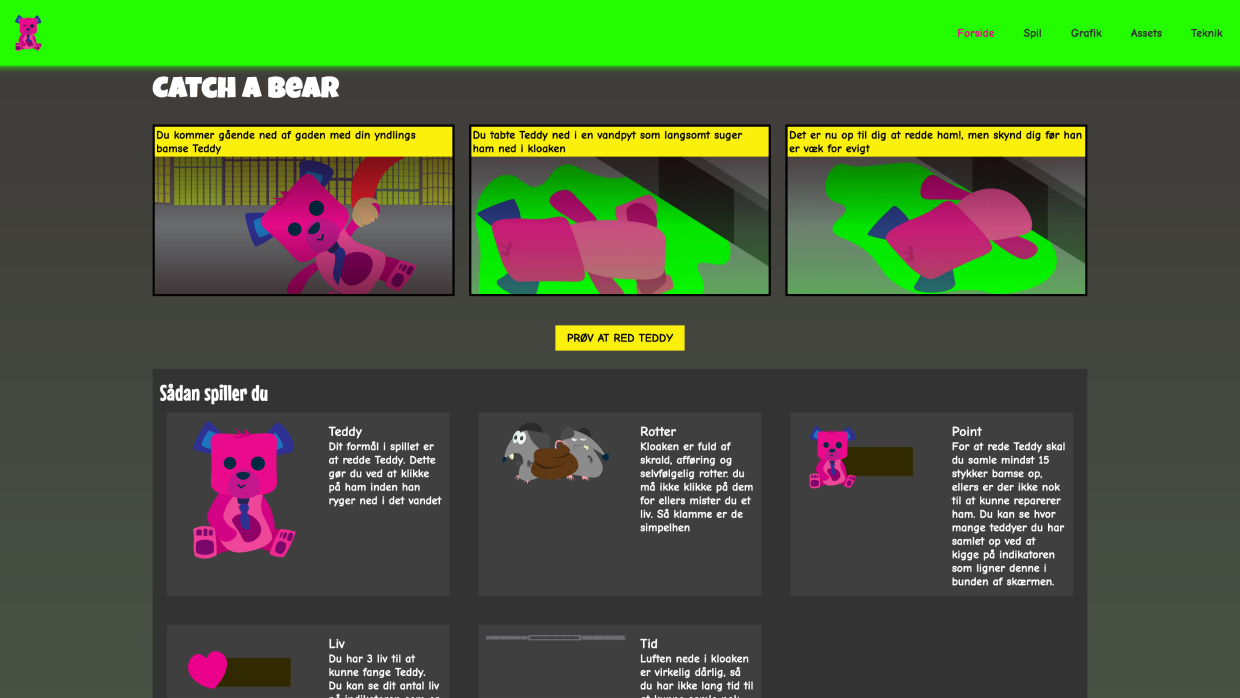 Forside
Spil
Grafik
Assets
Teknik
Catch a Bear
Du kommer gående ned af gaden med din yndlings
bamse Teddy
Du tabte Teddy ned i en vandpyt som langsomt suger
ham ned i kloaken
Det er nu op til dig at redde ham!, men skynd dig før han
er væk for evigt
PRØV AT RED TEDDY
Sådan spiller du
Teddy
Dit formål i spillet er
at redde Teddy. Dette
gør du ved at klikke
på ham inden han
ryger ned i det vandet
Rotter
Kloaken er fuld af
skrald, afføring og
selvfølgelig rotter. du
må ikke klikke på dem
for ellers mister du et
liv. Så klamme er de
simpelhen
Point
For at rede Teddy skal
du samle mindst 15
stykker bamse op,
ellers er der ikke nok
til at kunne reparerer
ham. Du kan se hvor
mange teddyer du har
samlet op ved at
kigge på indikatoren
som ligner denne i
bunden af skærmen.
Liv
Du har 3 liv til at
kunne fange Teddy.
Du kan se dit antal liv
Tid
Luften nede i kloaken
er virkelig dårlig, så
du har ikke lang tid til